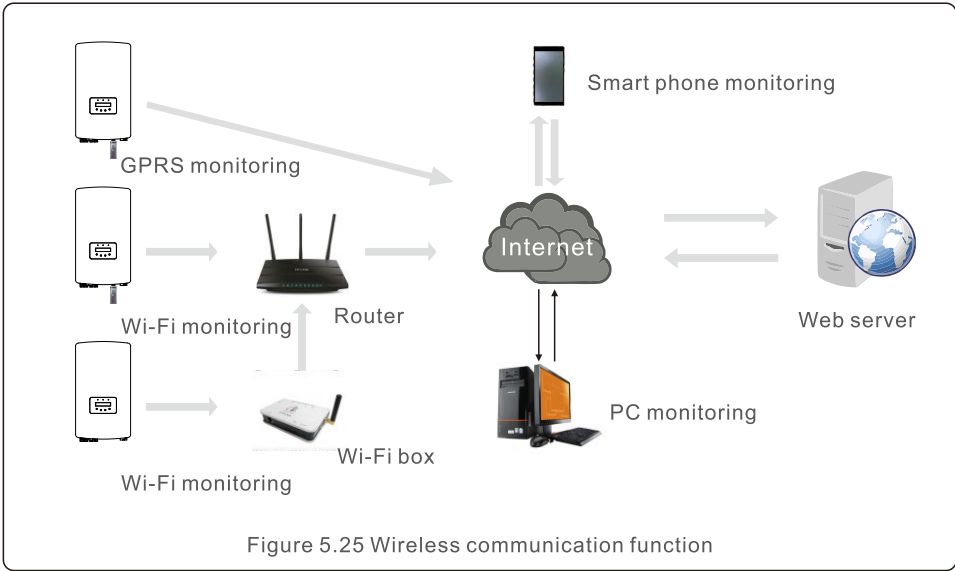 Smart phone monitoring
GPRS monitoring
Internet
Router
Web server
Wi-Fi monitoring
PC monitoring
Wi-Fi box
Wi-Fi monitoring
Figure 5.25 Wireless communication function